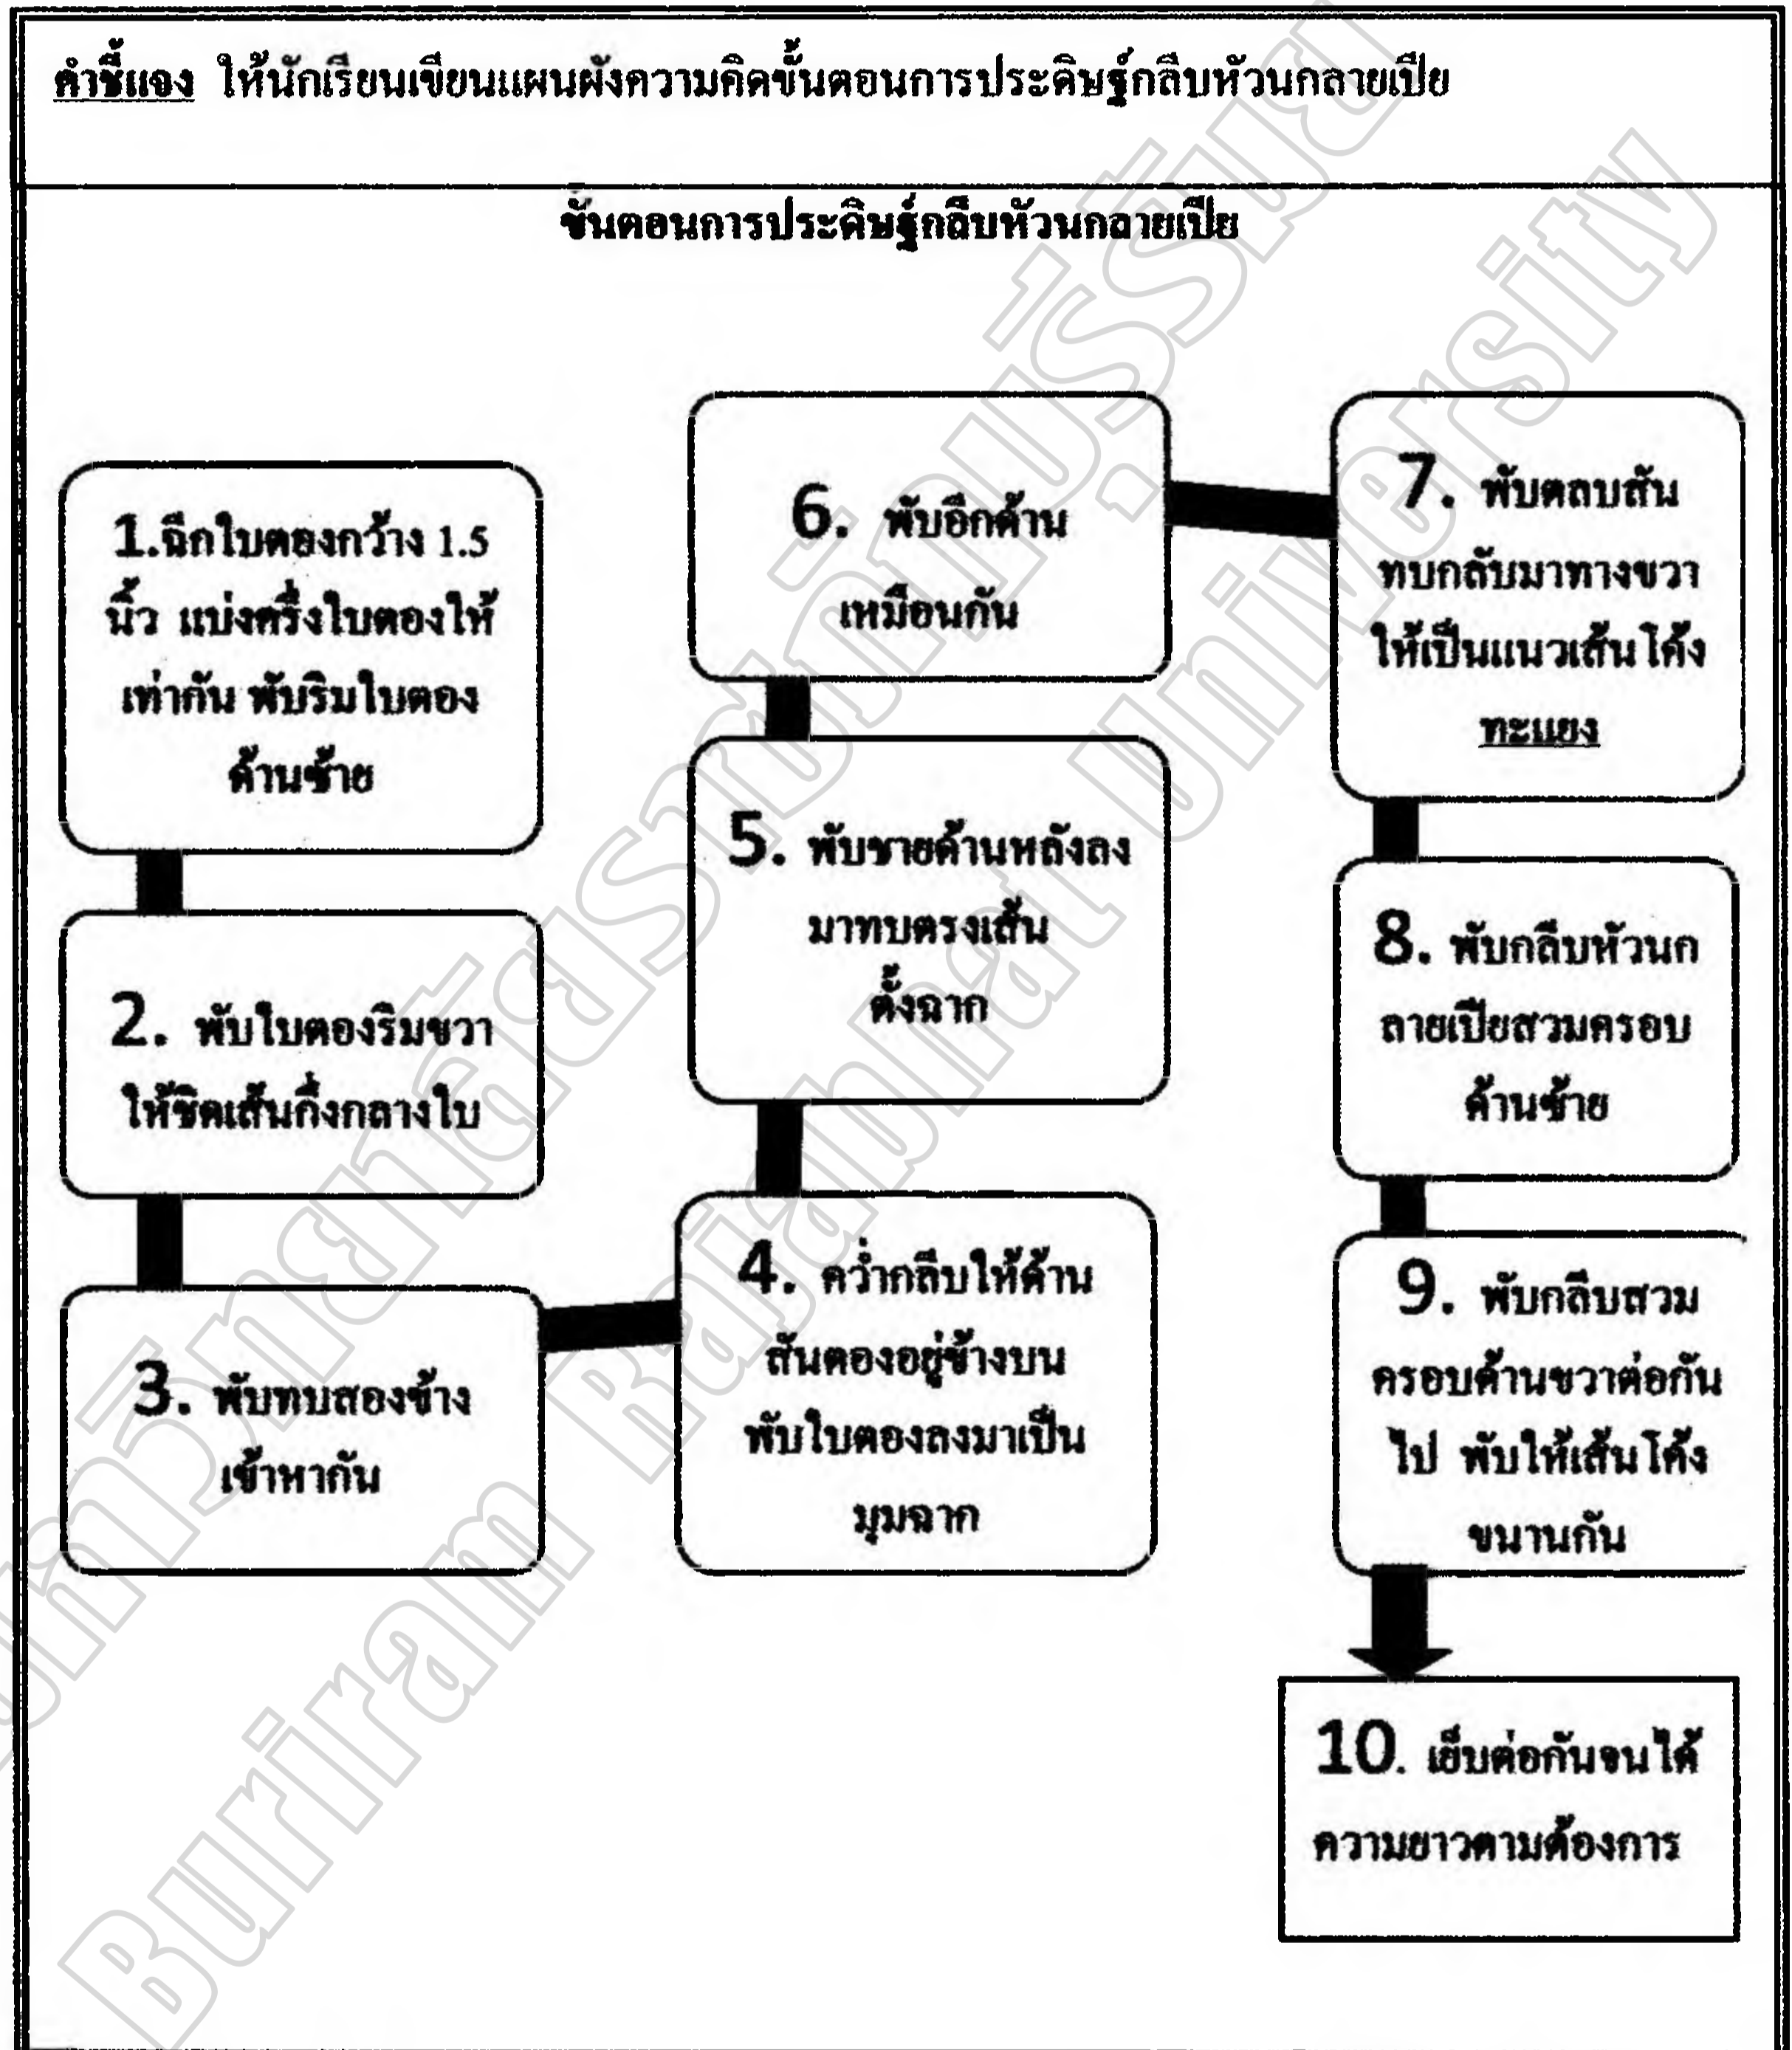 คำชี้แจง ให้นักเรียนเขียนแผนผังความคิดขั้นตอนการประดิษฐ์กลีบหัวนกลายเปีย
ขั้นตอนการประดิษฐ์กลีบหัวนกลายเปีย
1.ฉีกใบตองกว้าง 1.5
นิ้ว แบ่งครึ่งใบตองให้
เท่ากัน พับริมใบตอง
ด้านซ้าย
2. พับใบตองริมขวา
ให้ชิดเส้นกึ่งกลางใบ
3. พับทบสองข้าง
เข้าหากัน
4. คว่ำกลีบให้ด้าน
สันตองอยู่ข้างบน
พับใบตองลงมาเป็น
มุมฉาก
5. พับชายด้านหลังลง
มาทบตรงเส้น
ตั้งฉาก
6. พับอีกด้าน
เหมือนกัน
7. พับตลบสัน
ทบกลับมาทางขวา
ให้เป็นแนวเส้นโค้ง
ทะแยง
8. พับกลีบหัวนก
ลายเปียสวมครอบ
ด้านซ้าย
9. พับกลีบสวม
ครอบด้านขวาต่อกัน
ไป พับให้เส้นโค้ง
ขนานกัน
10. เย็บต่อกันจนได้
ความยาวตามต้องการ
Buriram Rajabhat University